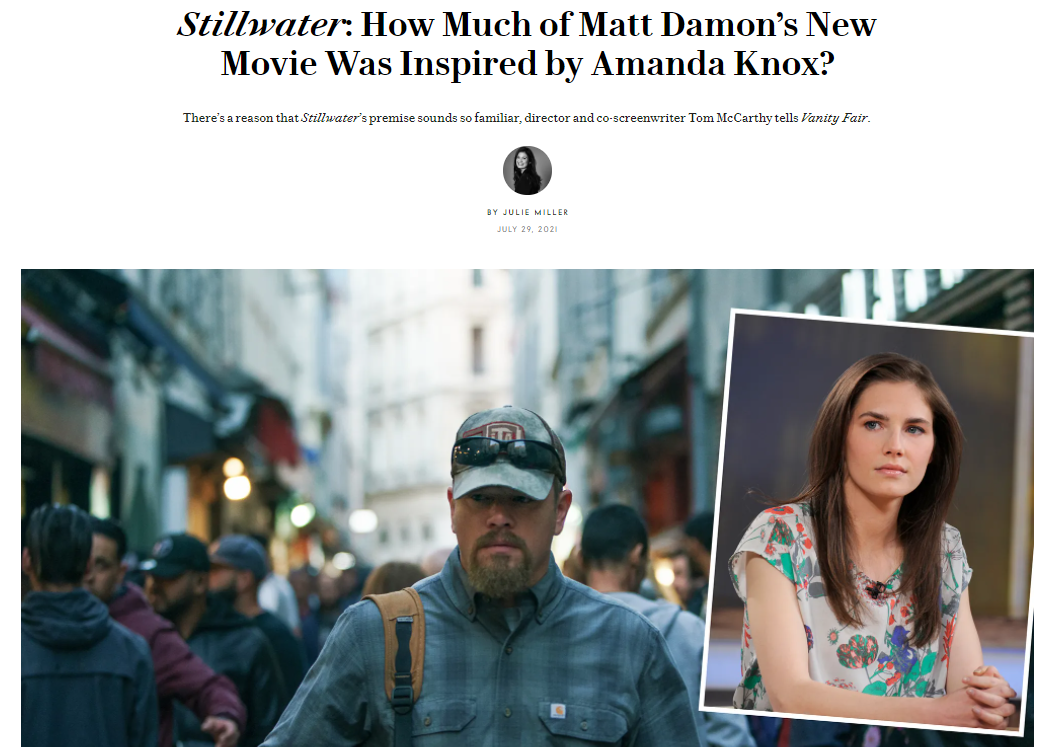 Stillwater: How Much of Matt Damon’s New
Movie Was Inspired by Amanda Knox?
There’s a reason that Stillwater’s premise sounds so familiar, director and co-screenwriter Tom McCarthy tells Vanity Fair.
BY JULIE MILLER
JULY 29, 2021